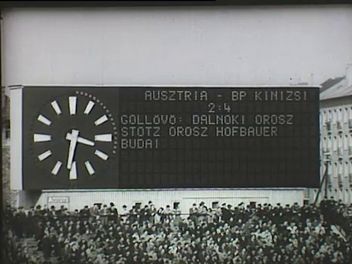 AUSZTRIA - BP KINIZSI
2:4
GÓLLÖVŐ: DALNOKI OROSZ
STOTZ OROSZ HOFBAUER
BUDAI